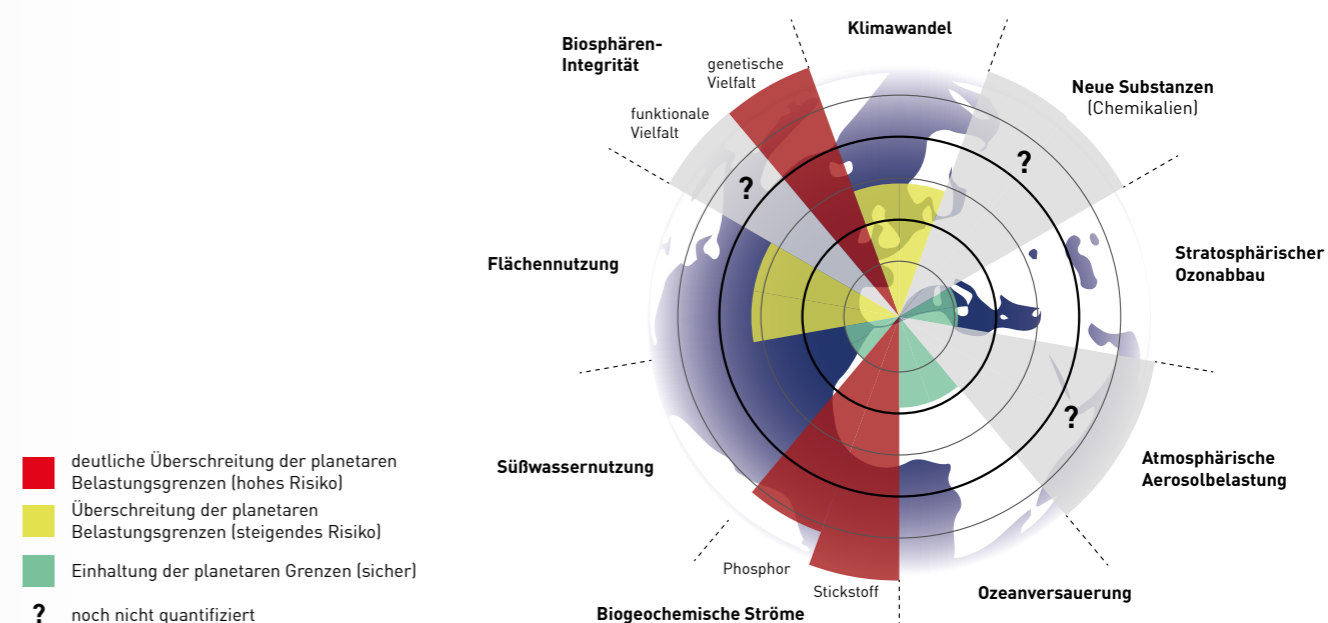 Klimawandel
Biosphären-
Integrität
genetische
Vielfalt
funktionale
Vielfalt
Neue Substanzen
(Chemikalien)
?
?
Flächennutzung
Stratosphärischer
Ozonabbau
?
Süßwassernutzung
Atmosphärische
Aerosolbelastung
Phosphor
Stickstoff
Ozeanversauerung
Biogeochemische Ströme
deutliche Überschreitung der planetaren
Belastungsgrenzen (hohes Risiko)
Überschreitung der planetaren
Belastungsgrenzen (steigendes Risiko)
Einhaltung der planetaren Grenzen (sicher)
? noch nicht quantifiziert